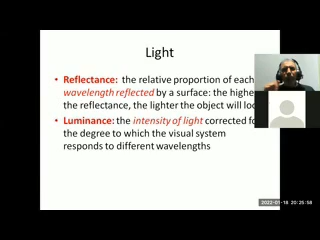 Light
• Reflectance: the relative proportion of each
wavelength reflected by a surface: the highe
the reflectance, the lighter the object will loo
• Luminance: the intensity of light corrected fo
the degree to which the visual system
responds to different wavelengths
2022-01-18 20:25:58